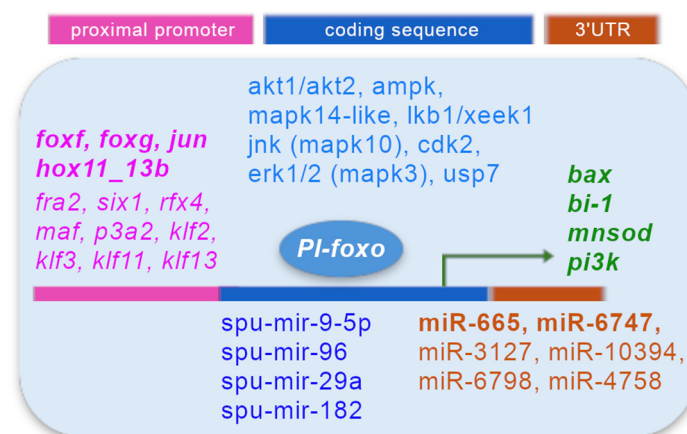 proximal promoter
coding sequence
3'UTR
akt1/akt2, ampk,
mapk14-like, lkb1/xeek1
jnk (mapk10), cdk2,
erk1/2 (mapk3), usp7
foxf, foxg, jun
hox11_13b
fra2, six1, rfx4,
maf, p3a2, klf2,
klf3, klf11, klf13
Pl-foxo
bax
bi-1
mnsod
pi3k
spu-mir-9-5p
spu-mir-96
spu-mir-29a
spu-mir-182
miR-665, miR-6747,
miR-3127, miR-10394,
miR-6798, miR-4758